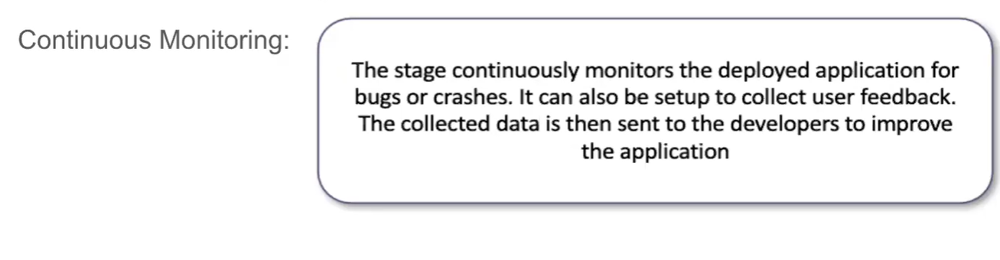 Continuous Monitoring:
The stage continuously monitors the deployed application for
bugs or crashes. It can also be setup to collect user feedback.
The collected data is then sent to the developers to improve
the application